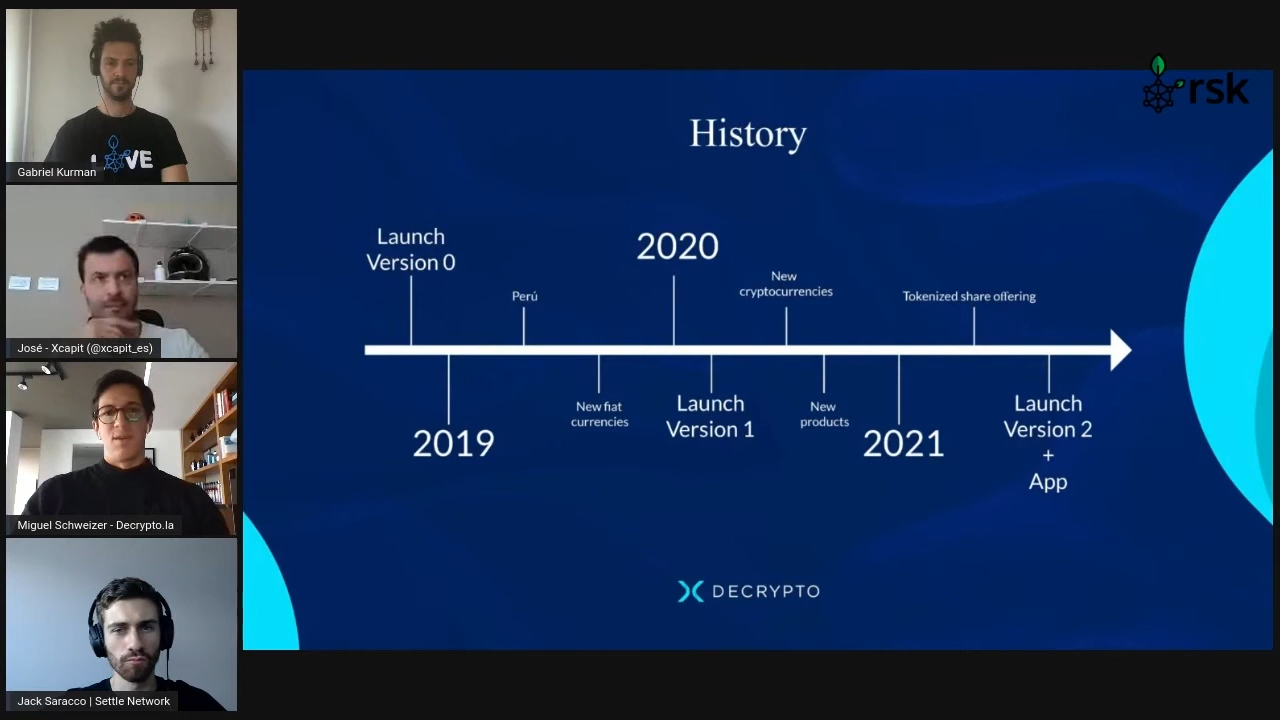 Gabriel Kurman
L VE
José - Xcapit (@xcapit_es)
Miguel Schweizer - Decrypto.la
Jack Saracco | Settle Network
rsk
History
Launch
Version 0
2019
Perú
New fiat
currencies
2020
Launch
Version 1
New
cryptocurrencies
New
products
2021
Tokenized share offering
Launch
Version 2
+
App
DECRYPTO